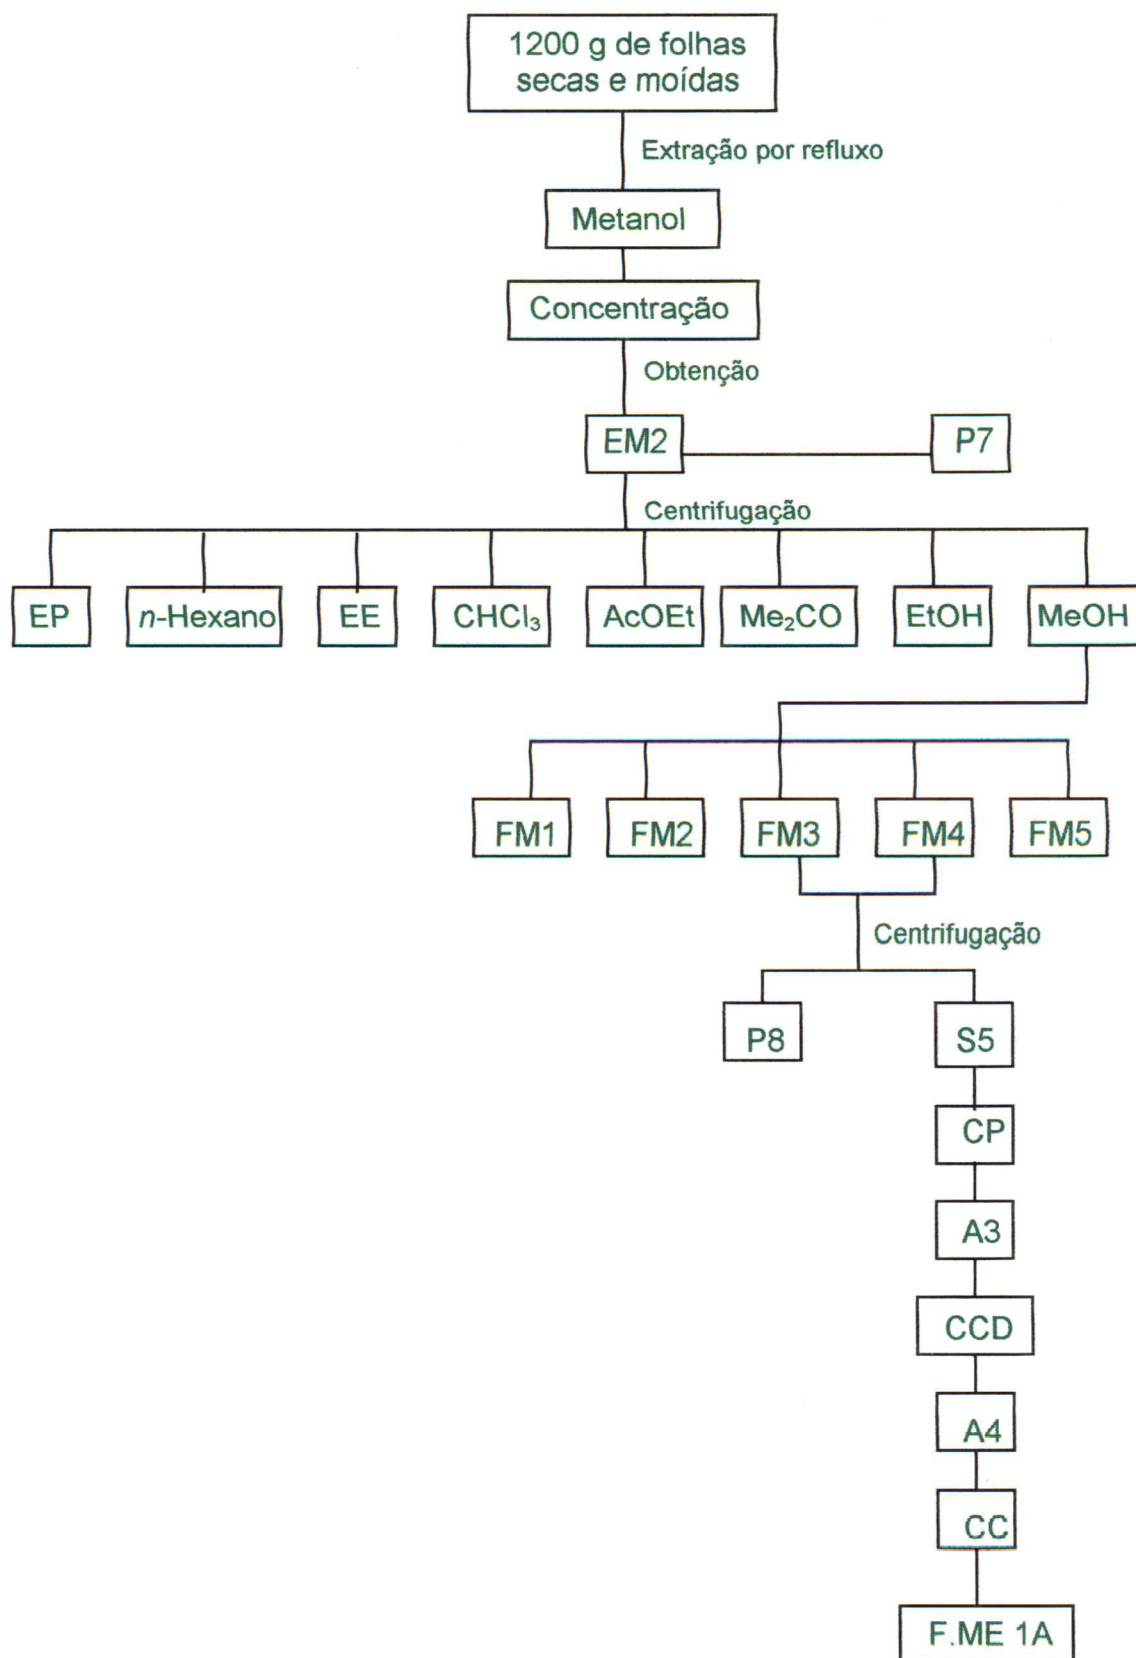 1200 g de folhas
secas e moídas
Extração por refluxo
Metanol
Concentração
Obtenção
EM2
P7
Centrifugação
EP
n-Hexano
EE
CHCl₃
AcOEt
Me₂CO
EtOH
MeOH
FM1
FM2
FM3
FM4
FM5
Centrifugação
P8
S5
CP
A3
CCD
A4
CC
F.ME 1A